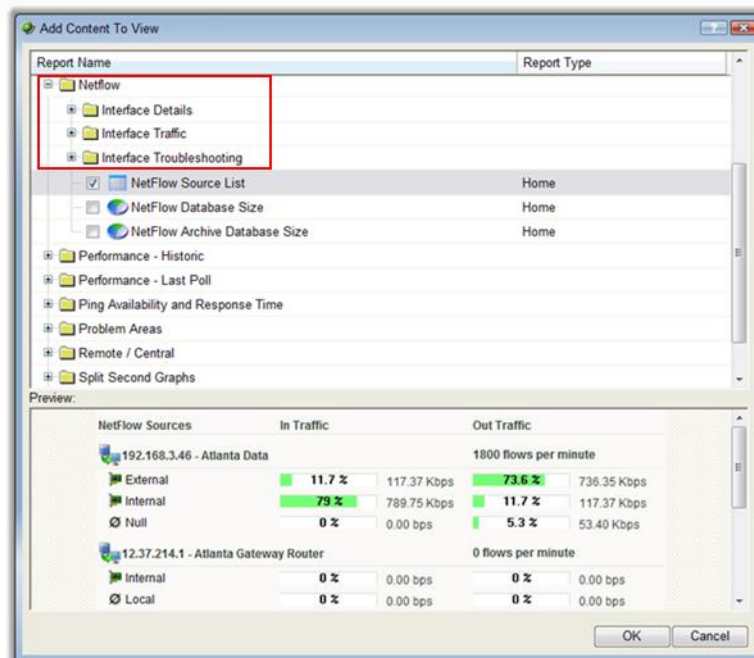 Add Content To View
Report Name Report Type
Netflow
Interface Details
Interface Traffic
Interface Troubleshooting
NetFlow Source List Home
NetFlow Database Size Home
NetFlow Archive Database Size Home
Performance - Historic
Performance - Last Poll
Ping Availability and Response Time
Problem Areas
Remote / Central
Split Second Graphs
Preview:
NetFlow Sources In Traffic Out Traffic
192.168.3.46 - Atlanta Data 1800 flows per minute
External 11.7 % 117.37 Kbps 73.6 % 736.35 Kbps
Internal 79 % 789.75 Kbps 11.7 % 117.37 Kbps
Null 0 % 0.00 bps 5.3 % 53.40 Kbps
12.37.214.1 - Atlanta Gateway Router 0 flows per minute
Internal 0 % 0.00 bps 0 % 0.00 bps
Local 0 % 0.00 bps 0 % 0.00 bps
OK Cancel